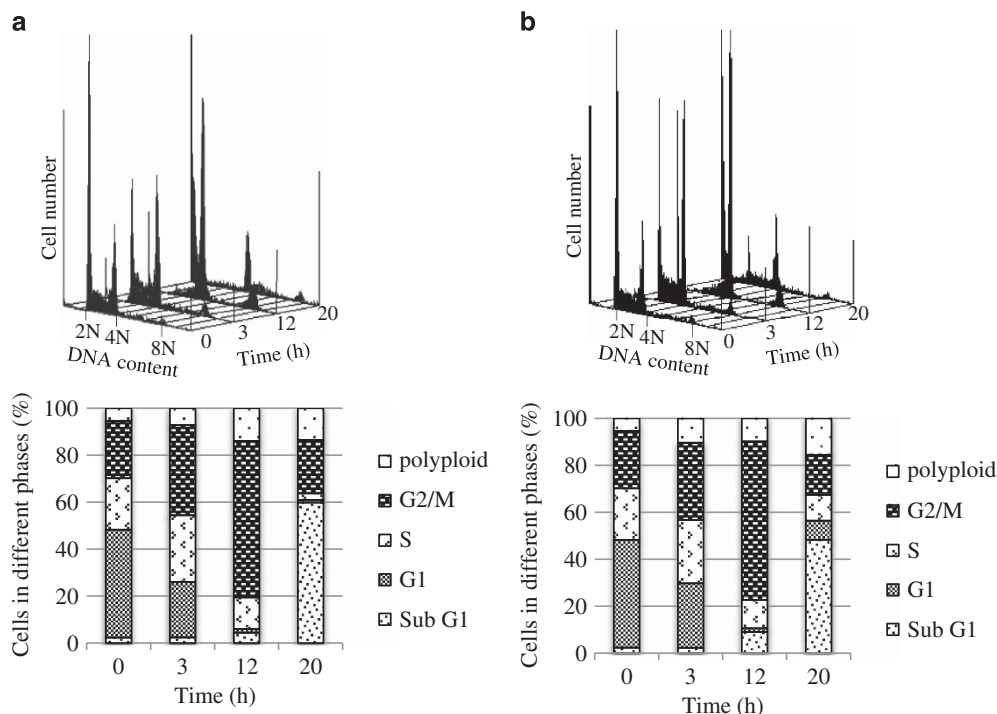 a
Cell number
2N
4N
8N
DNA content
0
3
12
20
Time (h)
Cells in different phases (%)
100
80
60
40
20
0
0 3 12 20
Time (h)
polyploid
G2/M
S
G1
Sub G1
b
Cell number
2N
4N
8N
DNA content
0
3
12
20
Time (h)
Cells in different phases (%)
100
80
60
40
20
0
0 3 12 20
Time (h)
polyploid
G2/M
S
G1
Sub G1